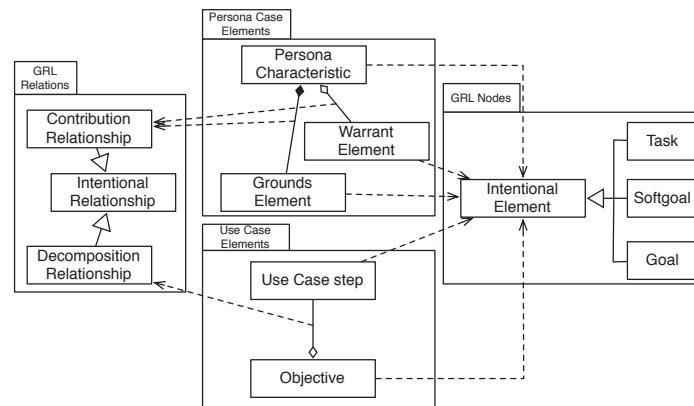 Persona Case
Elements
Persona
Characteristic
Warrant
Element
Grounds
Element
GRL
Relations
Contribution
Relationship
Intentional
Relationship
Decomposition
Relationship
GRL Nodes
Task
Intentional
Element
Softgoal
Goal
Use Case
Elements
Use Case step
Objective